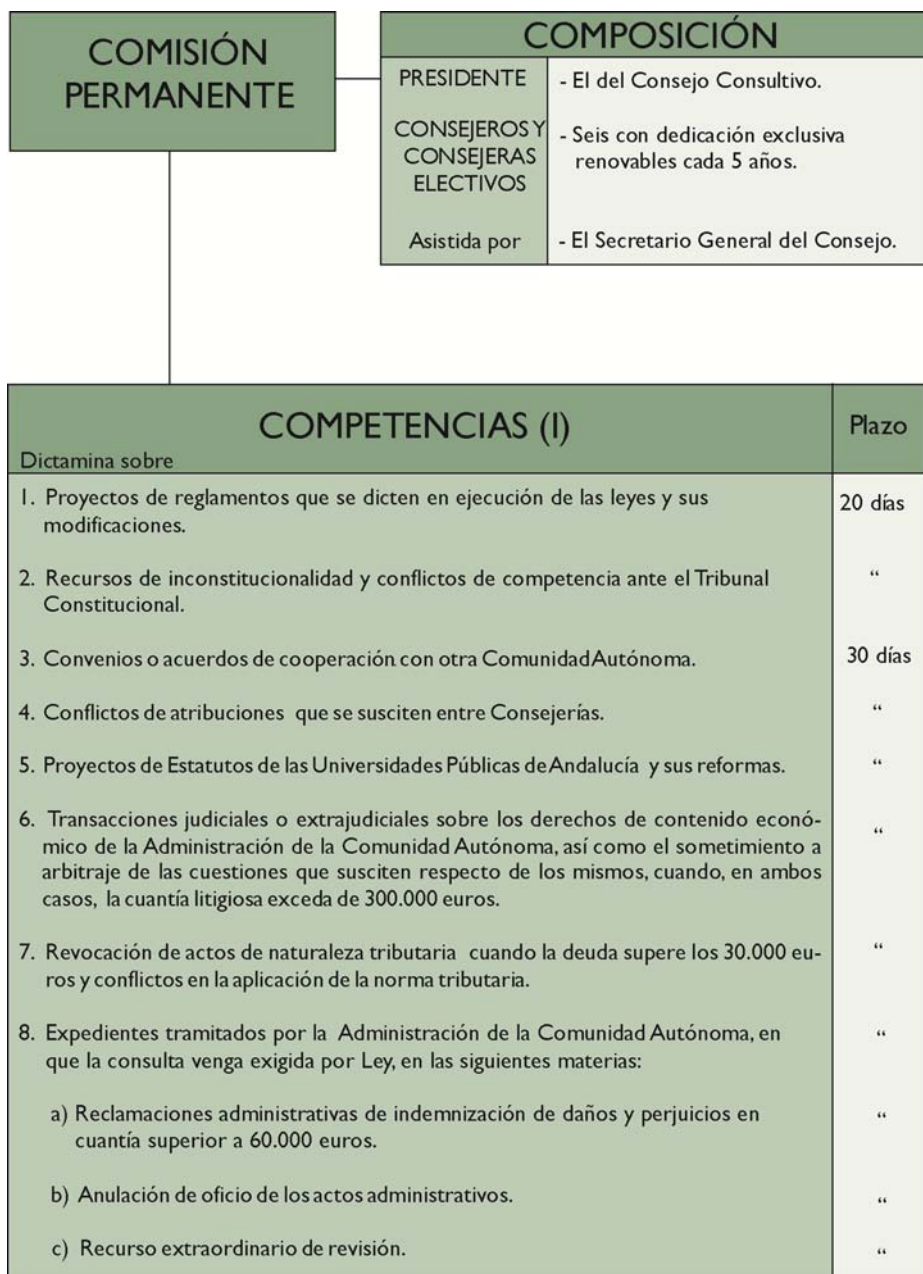 COMISIÓN
PERMANENTE
COMPOSICIÓN
PRESIDENTE
- El del Consejo Consultivo.
CONSEJEROS Y
CONSEJERAS
ELECTIVOS
- Seis con dedicación exclusiva
renovables cada 5 años.
Asistida por
- El Secretario General del Consejo.
COMPETENCIAS (I)
Plazo
Dictamina sobre
1. Proyectos de reglamentos que se dicten en ejecución de las leyes y sus
modificaciones.
20 días
2. Recursos de inconstitucionalidad y conflictos de competencia ante el Tribunal
Constitucional.
“
3. Convenios o acuerdos de cooperación con otra Comunidad Autónoma.
30 días
4. Conflictos de atribuciones que se susciten entre Consejerías.
“
5. Proyectos de Estatutos de las Universidades Públicas de Andalucía y sus reformas.
“
6. Transacciones judiciales o extrajudiciales sobre los derechos de contenido econó-
mico de la Administración de la Comunidad Autónoma, así como el sometimiento a
arbitraje de las cuestiones que susciten respecto de los mismos, cuando, en ambos
casos, la cuantía litigiosa exceda de 300.000 euros.
“
7. Revocación de actos de naturaleza tributaria cuando la deuda supere los 30.000 eu-
ros y conflictos en la aplicación de la norma tributaria.
“
8. Expedientes tramitados por la Administración de la Comunidad Autónoma, en
que la consulta venga exigida por Ley, en las siguientes materias:
“
a) Reclamaciones administrativas de indemnización de daños y perjuicios en
cuantía superior a 60.000 euros.
“
b) Anulación de oficio de los actos administrativos.
“
c) Recurso extraordinario de revisión.
“